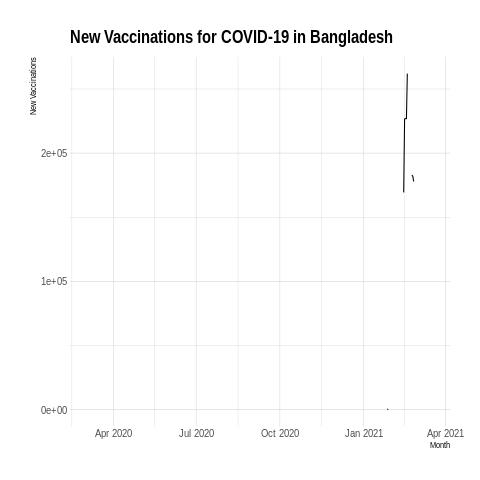 New Vaccinations for COVID-19 in Bangladesh
New Vaccinations
2e+05
1e+05
0e+00
Apr 2020 Jul 2020 Oct 2020 Jan 2021 Apr 2021
Month